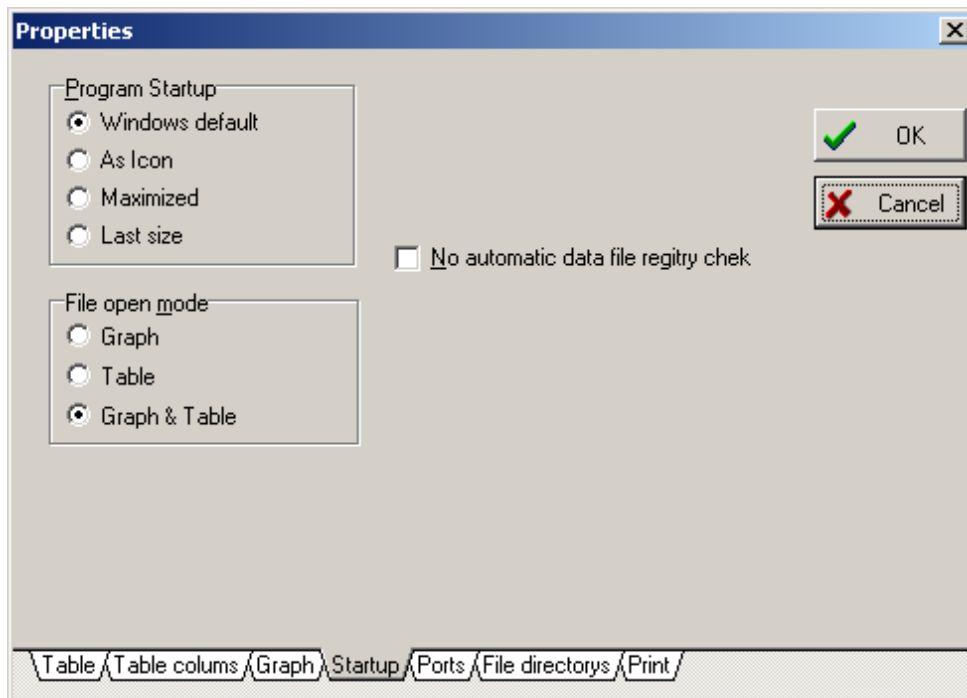 Properties
Program Startup
Windows default
As Icon
Maximized
Last size
OK
Cancel
No automatic data file regitry chek
File open mode
Graph
Table
Graph & Table
Table
Table colums
Graph
Startup
Ports
File directorys
Print